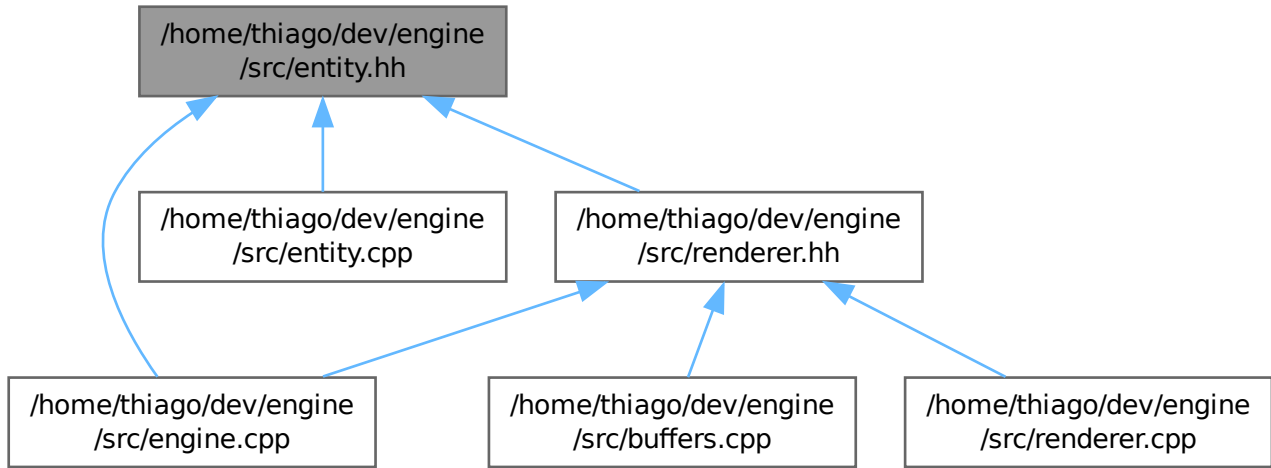 /home/thiago/dev/engine
/src/entity.hh
/home/thiago/dev/engine
/src/entity.cpp
/home/thiago/dev/engine
/src/renderer.hh
/home/thiago/dev/engine
/src/engine.cpp
/home/thiago/dev/engine
/src/buffers.cpp
/home/thiago/dev/engine
/src/renderer.cpp